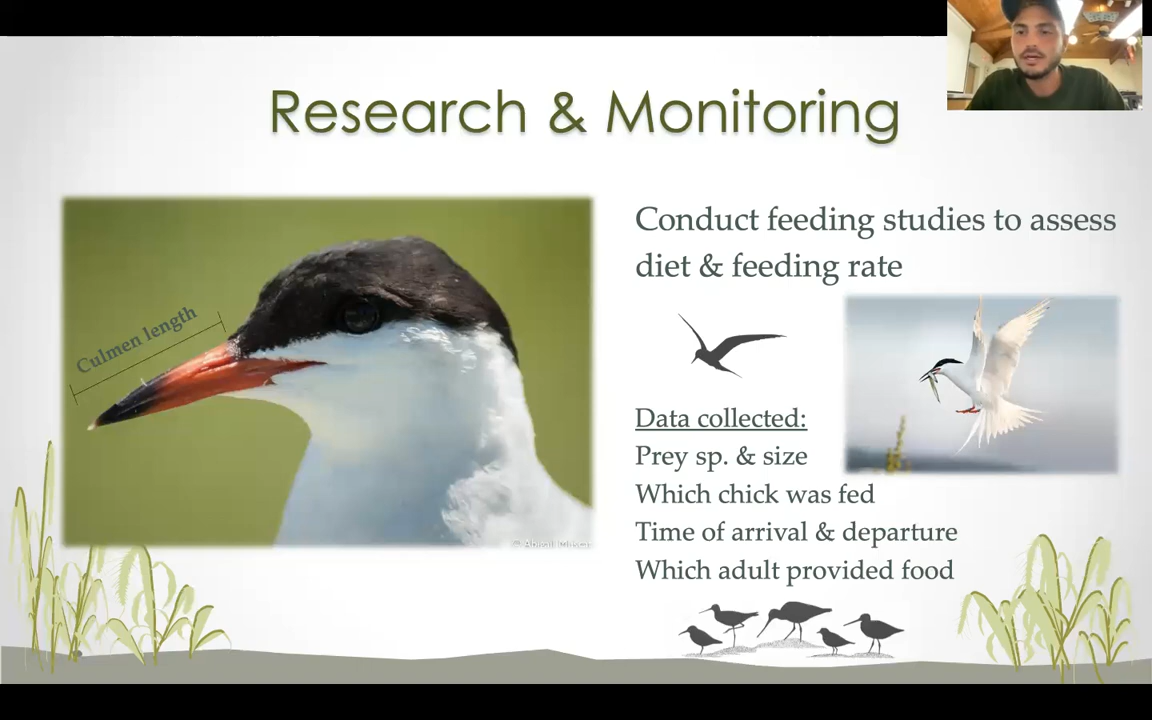 Research & Monitoring
Culmen length
Conduct feeding studies to assess
diet & feeding rate
Data collected:
Prey sp. & size
Which chick was fed
Time of arrival & departure
Which adult provided food